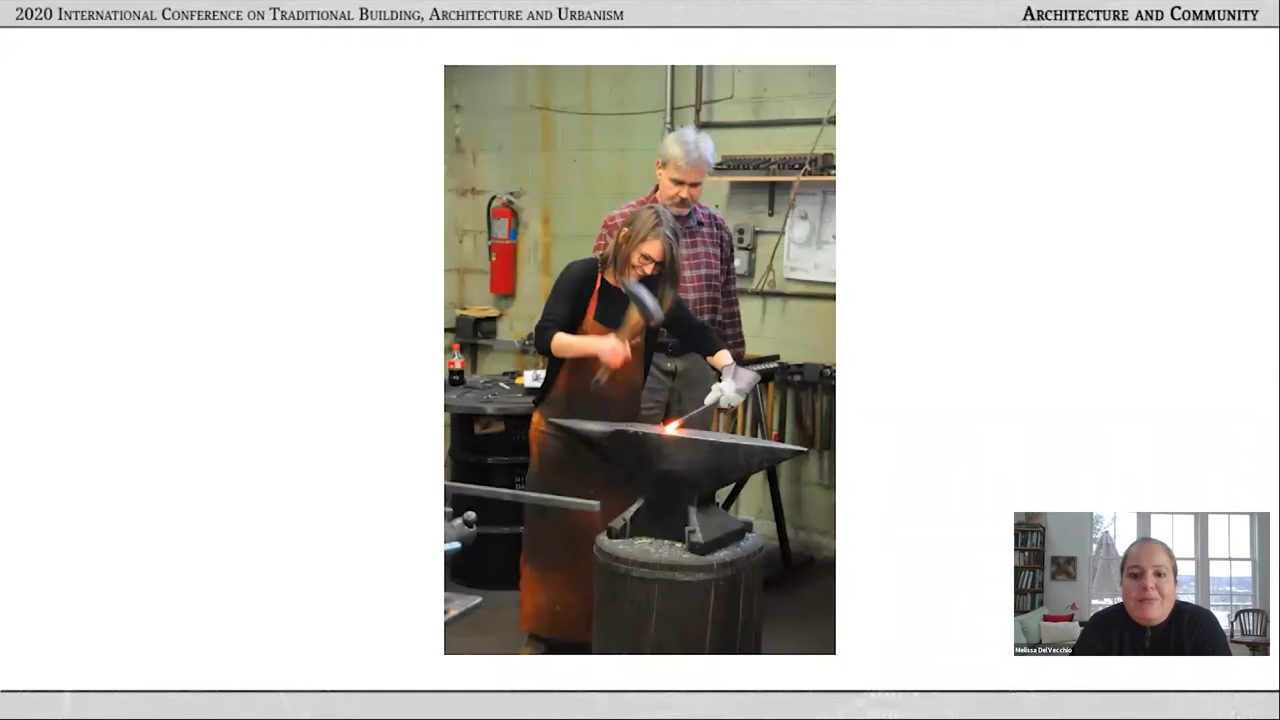 2020 International Conference on Traditional Building, Architecture and Urbanism
Architecture and Community
Melissa DelVecchio